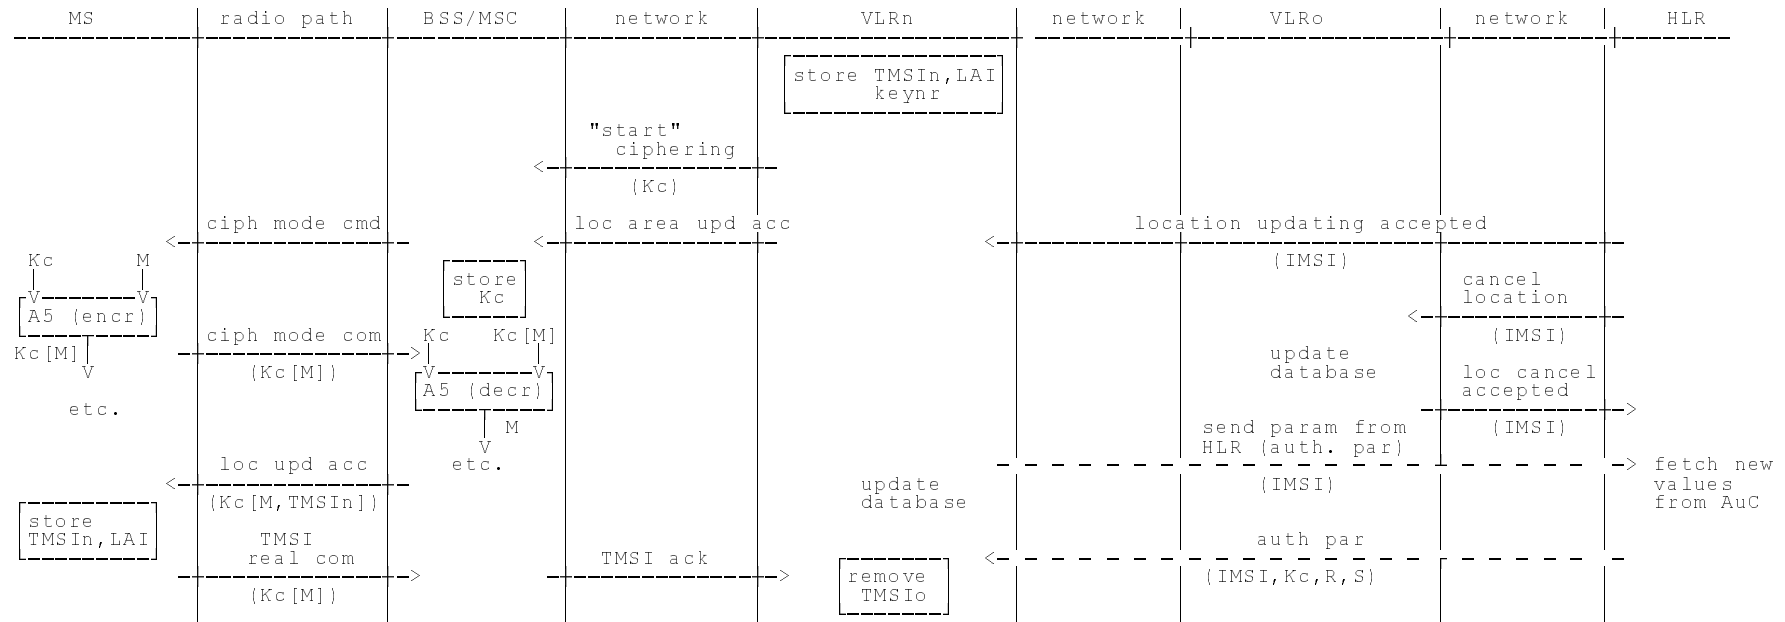 MS radio path BSS/MSC network VLRn network VLRo network HLR
store TMSIn,LAI
keynr
"start"
ciphering
(Kc)
ciph mode cmd loc area upd acc location updating accepted
Kc M (IMSI)
store cancel
Kc location
A5 (encr)
ciph mode com Kc Kc[M] (IMSI)
Kc[M] update
V (Kc[M]) V V database loc cancel
A5 (decr) accepted
etc.
M send param from (IMSI)
V HLR (auth. par)
loc upd acc etc. fetch new
update (IMSI) values
(Kc[M,TMSIn]) database from AuC
store
TMSIn,LAI TMSI auth par
real com TMSI ack
remove (IMSI,Kc,R,S)
(Kc[M]) TMSIo